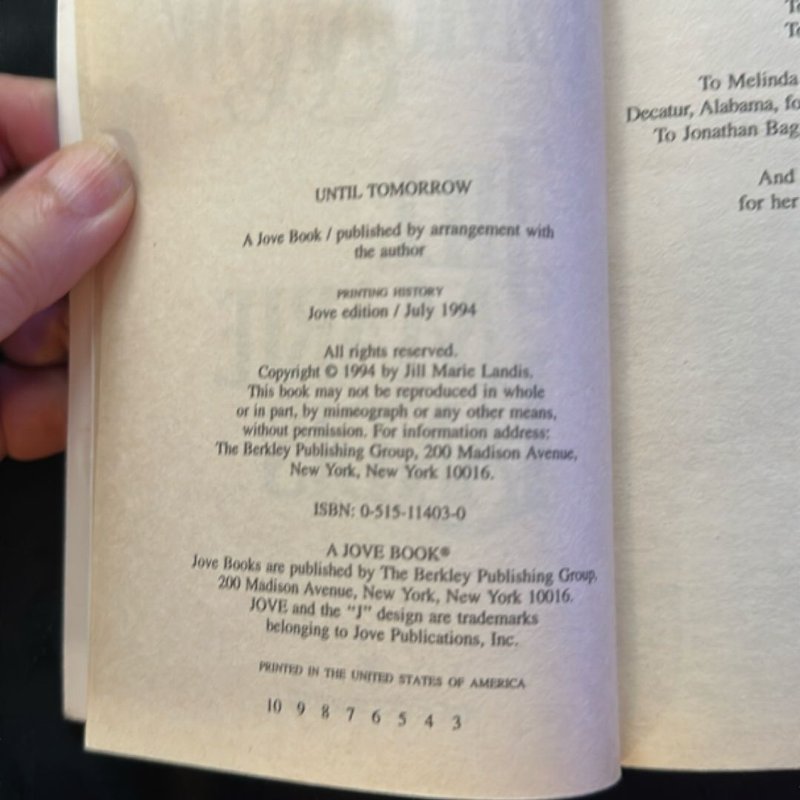 UNTIL TOMORROW
A Jove Book / published by arrangement with
the author
PRINTING HISTORY
Jove edition / July 1994
All rights reserved.
Copyright © 1994 by Jill Marie Landis.
This book may not be reproduced in whole
or in part, by mimeograph or any other means,
without permission. For information address:
The Berkley Publishing Group, 200 Madison Avenue,
New York, New York 10016.
ISBN: 0-515-11403-0
A JOVE BOOK®
Jove Books are published by The Berkley Publishing Group,
200 Madison Avenue, New York, New York 10016.
JOVE and the "J" design are trademarks
belonging to Jove Publications, Inc.
PRINTED IN THE UNITED STATES OF AMERICA
10 9 8 7 6 5 4 3
To
To Melinda
Decatur, Alabama, fo
To Jonathan Bag
And
for her